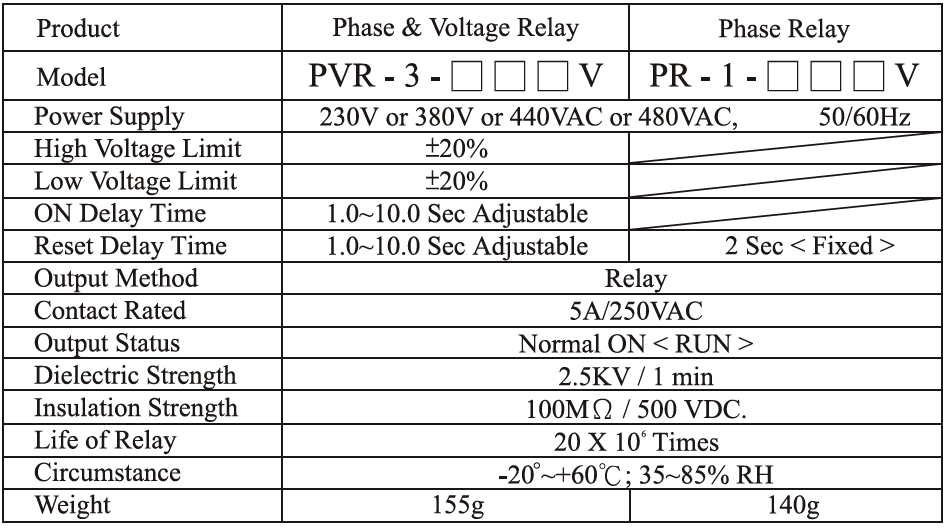 Product Phase & Voltage Relay Phase Relay
Model PVR - 3 - □ □ □ V PR - 1 - □ □ □ V
Power Supply 230V or 380V or 440VAC or 480VAC, 50/60Hz
High Voltage Limit ±20%
Low Voltage Limit ±20%
ON Delay Time 1.0~10.0 Sec Adjustable
Reset Delay Time 1.0~10.0 Sec Adjustable 2 Sec < Fixed >
Output Method Relay
Contact Rated 5A/250VAC
Output Status Normal ON < RUN >
Dielectric Strength 2.5KV / 1 min
Insulation Strength 100MΩ / 500 VDC.
Life of Relay 20 X 10⁶ Times
Circumstance -20°~+60℃; 35~85% RH
Weight 155g 140g